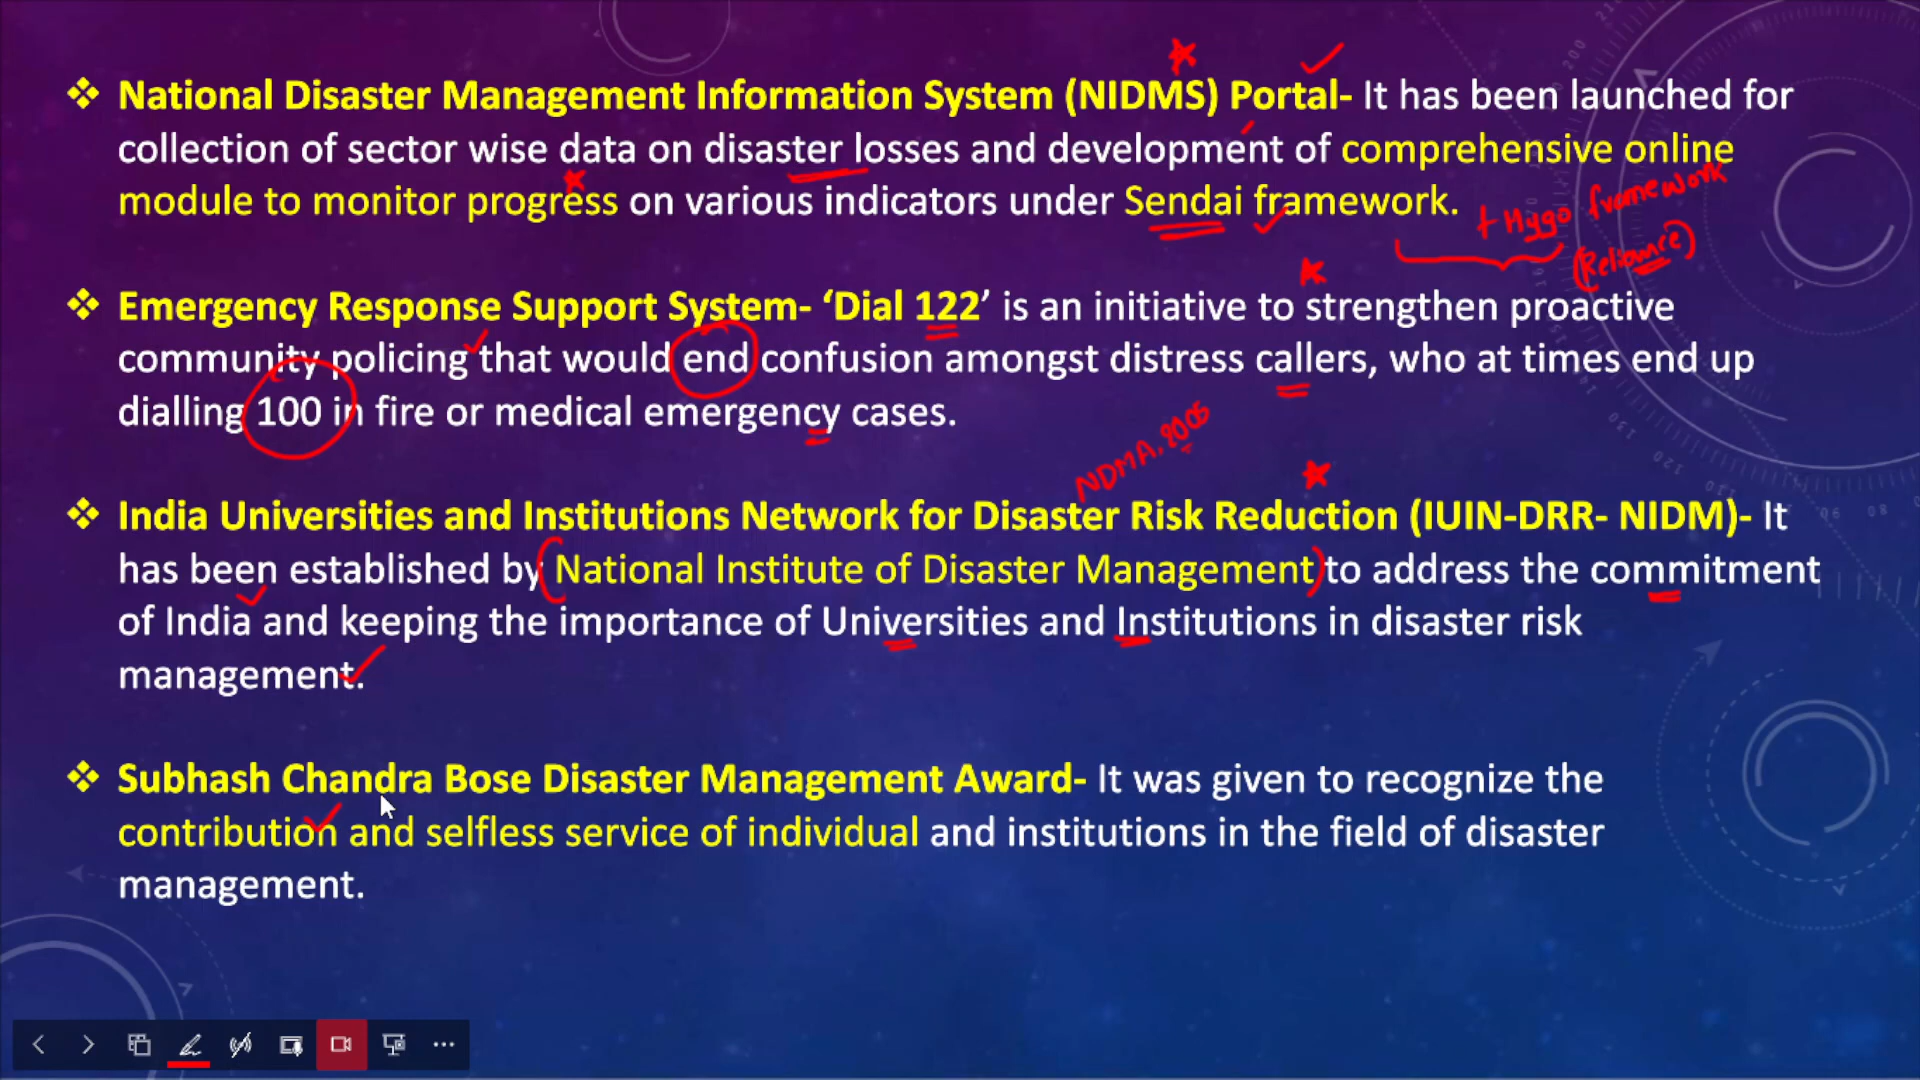 ❖ National Disaster Management Information System (NIDMS) Portal- It has been launched for
collection of sector wise data on disaster losses and development of comprehensive online
module to monitor progress on various indicators under Sendai framework.
+ Hygo framework
(Reliance)
❖ Emergency Response Support System- ‘Dial 122’ is an initiative to strengthen proactive
community policing that would end confusion amongst distress callers, who at times end up
dialling 100 in fire or medical emergency cases.
NDMA, 2005
❖ India Universities and Institutions Network for Disaster Risk Reduction (IUIN-DRR- NIDM)- It
has been established by National Institute of Disaster Management to address the commitment
of India and keeping the importance of Universities and Institutions in disaster risk
management.
❖ Subhash Chandra Bose Disaster Management Award- It was given to recognize the
contribution and selfless service of individual and institutions in the field of disaster
management.